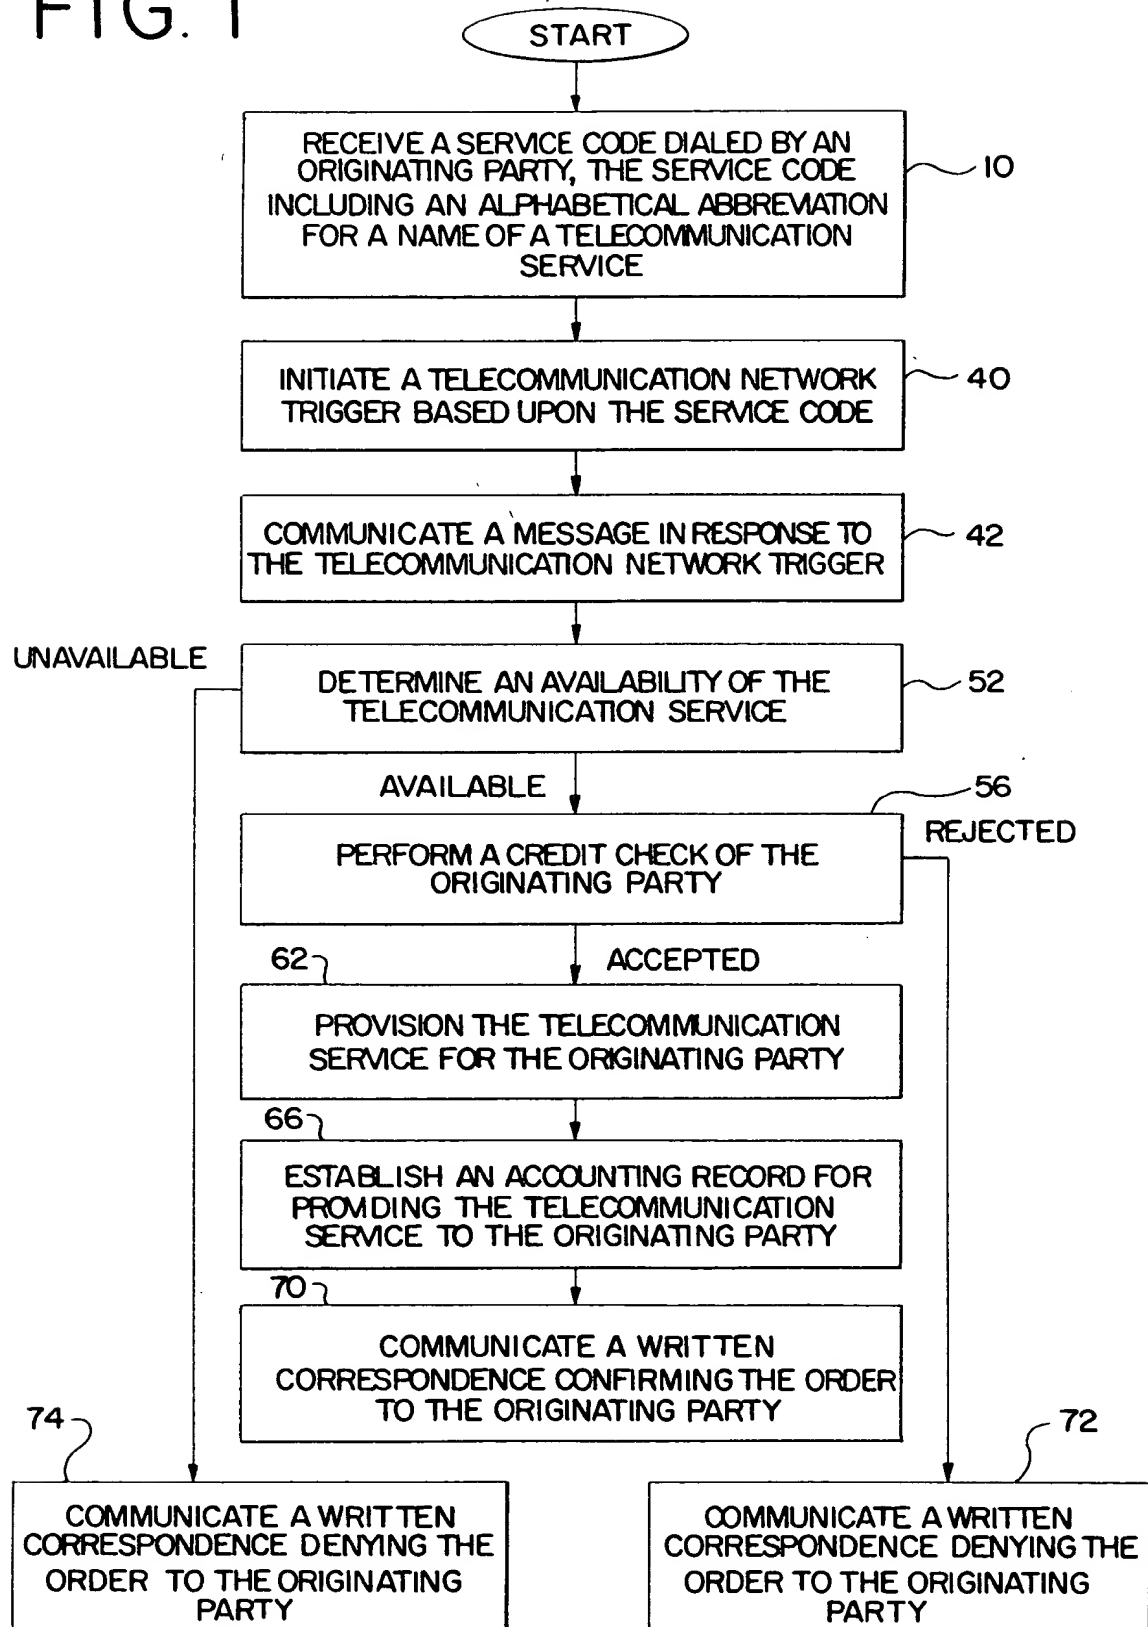 FIG. 1
START
RECEIVE A SERVICE CODE DIALED BY AN
ORIGINATING PARTY, THE SERVICE CODE
INCLUDING AN ALPHABETICAL ABBREVIATION
FOR A NAME OF A TELECOMMUNICATION
SERVICE
10
INITIATE A TELECOMMUNICATION NETWORK
TRIGGER BASED UPON THE SERVICE CODE
40
COMMUNICATE A MESSAGE IN RESPONSE TO
THE TELECOMMUNICATION NETWORK TRIGGER
42
UNAVAILABLE
DETERMINE AN AVAILABILITY OF THE
TELECOMMUNICATION SERVICE
52
AVAILABLE
56
REJECTED
PERFORM A CREDIT CHECK OF THE
ORIGINATING PARTY
62
ACCEPTED
PROVISION THE TELECOMMUNICATION
SERVICE FOR THE ORIGINATING PARTY
66
ESTABLISH AN ACCOUNTING RECORD FOR
PROVIDING THE TELECOMMUNICATION
SERVICE TO THE ORIGINATING PARTY
70
COMMUNICATE A WRITTEN
CORRESPONDENCE CONFIRMING THE ORDER
TO THE ORIGINATING PARTY
74
COMMUNICATE A WRITTEN
CORRESPONDENCE DENYING THE
ORDER TO THE ORIGINATING
PARTY
72
COMMUNICATE A WRITTEN
CORRESPONDENCE DENYING THE
ORDER TO THE ORIGINATING
PARTY